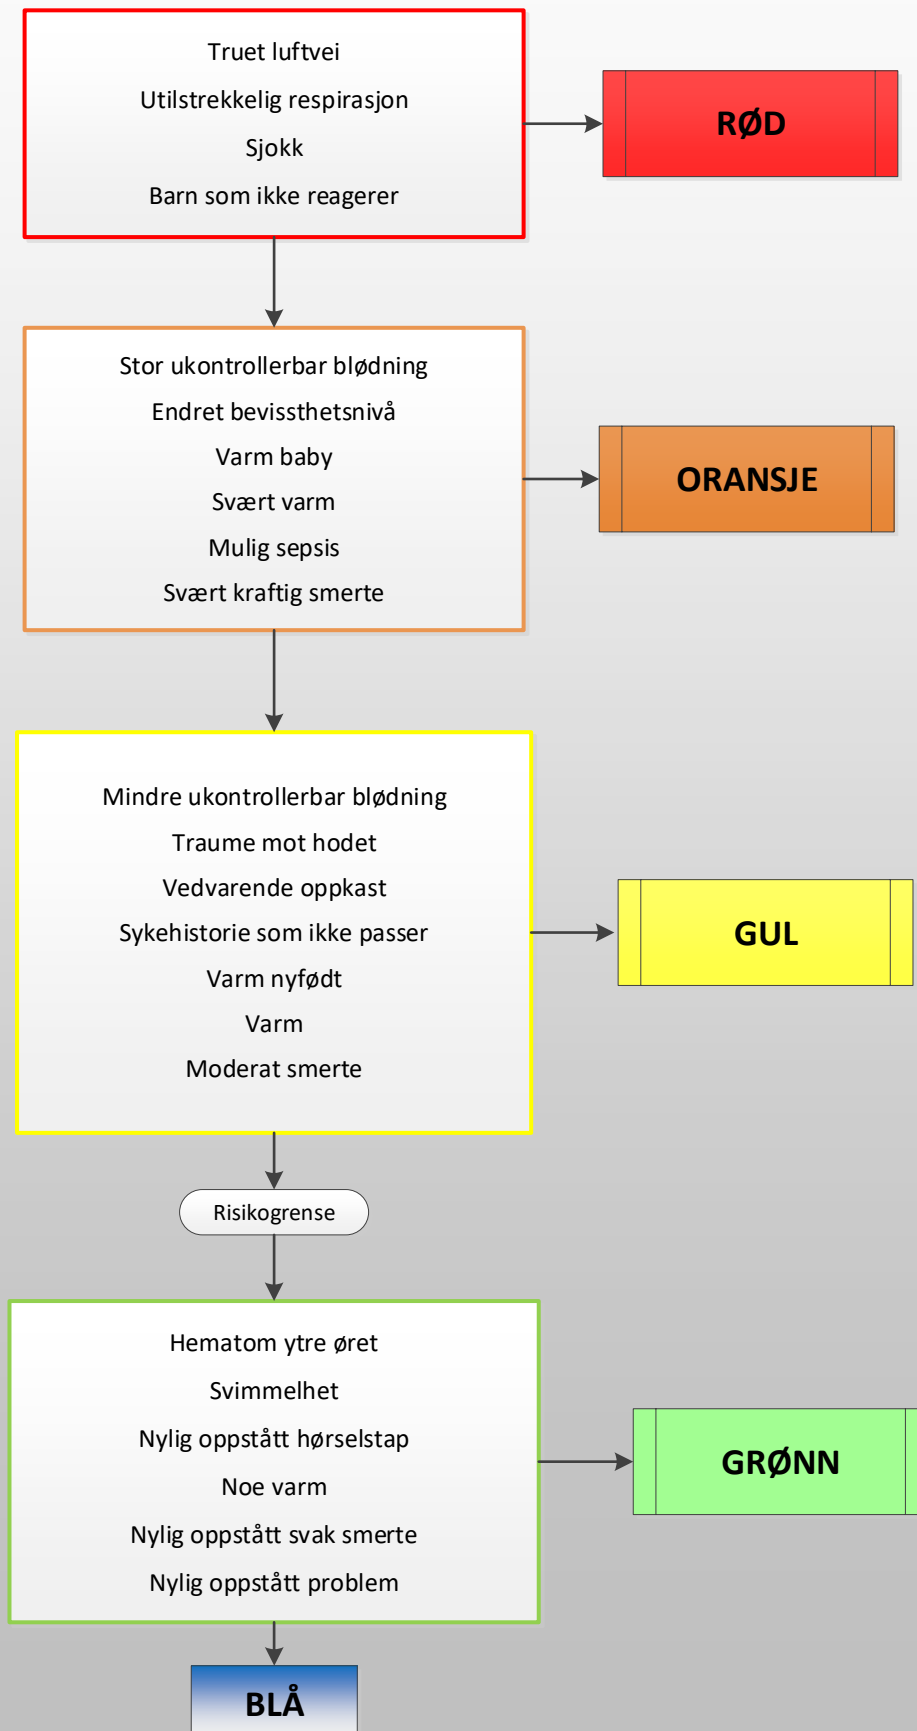 Truet luftvei
Utilstrekkelig respirasjon
Sjokk
Barn som ikke reagerer
RØD
Stor ukontrollerbar blødning
Endret bevissthetsnivå
Varm baby
Svært varm
Mulig sepsis
Svært kraftig smerte
ORANSJE
Mindre ukontrollerbar blødning
Traume mot hodet
Vedvarende oppkast
Sykehistorie som ikke passer
Varm nyfødt
Varm
Moderat smerte
GUL
Risikogrense
Hematom ytre øret
Svimmelhet
Nylig oppstått hørselstap
Noe varm
Nylig oppstått svak smerte
Nylig oppstått problem
GRØNN
BLÅ